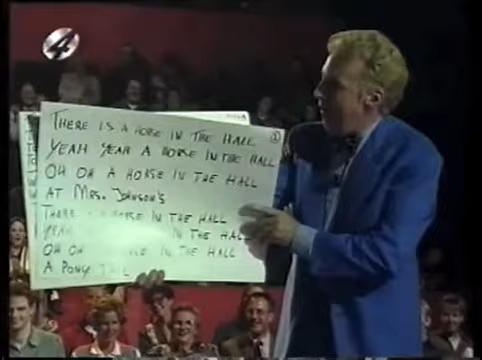 4
THERE IS A HORSE IN THE HALL
1
YEAH YEAH A HORSE IN THE HALL
OH OH A HORSE IN THE HALL
AT MRS. JOHNSON'S
THERE HORSE IN THE HALL
YEAH IN THE HALL
OH OH IN THE HALL
A PONY